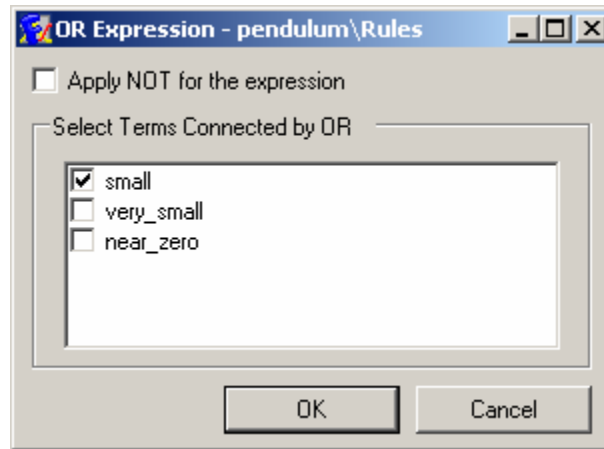 OR Expression - pendulum\Rules
Apply NOT for the expression
Select Terms Connected by OR
small
very_small
near_zero
OK Cancel